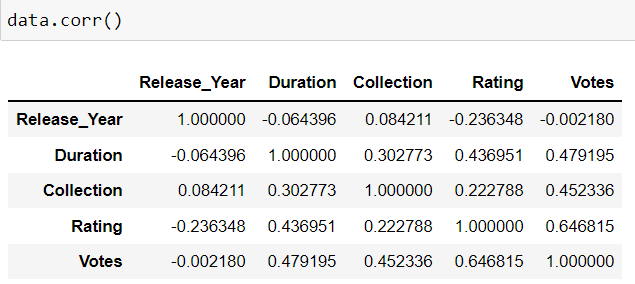 data.corr()
Release_Year Duration Collection Rating Votes
Release_Year 1.000000 -0.064396 0.084211 -0.236348 -0.002180
Duration -0.064396 1.000000 0.302773 0.436951 0.479195
Collection 0.084211 0.302773 1.000000 0.222788 0.452336
Rating -0.236348 0.436951 0.222788 1.000000 0.646815
Votes -0.002180 0.479195 0.452336 0.646815 1.000000